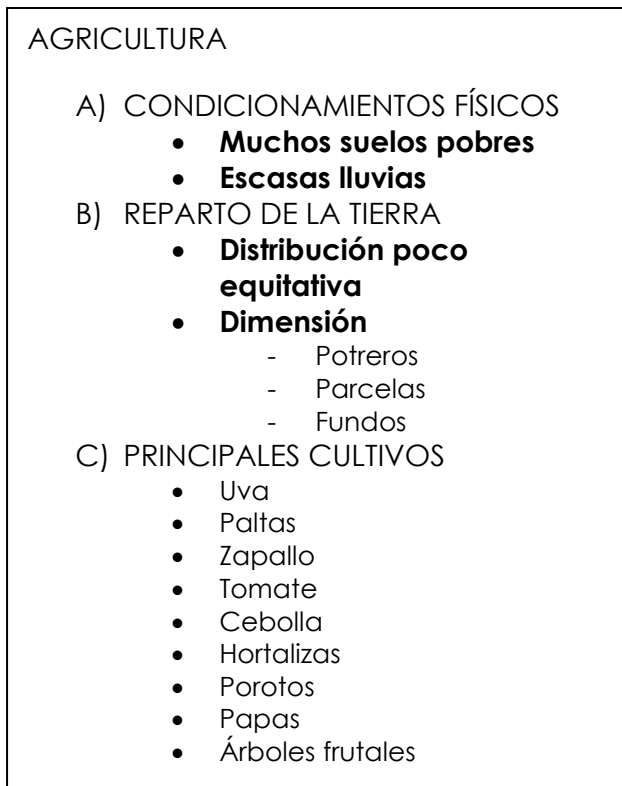 AGRICULTURA
A) CONDICIONAMIENTOS FÍSICOS
• Muchos suelos pobres
• Escasas lluvias
B) REPARTO DE LA TIERRA
• Distribución poco
equitativa
• Dimensión
- Potreros
- Parcelas
- Fundos
C) PRINCIPALES CULTIVOS
• Uva
• Paltas
• Zapallo
• Tomate
• Cebolla
• Hortalizas
• Porotos
• Papas
• Árboles frutales